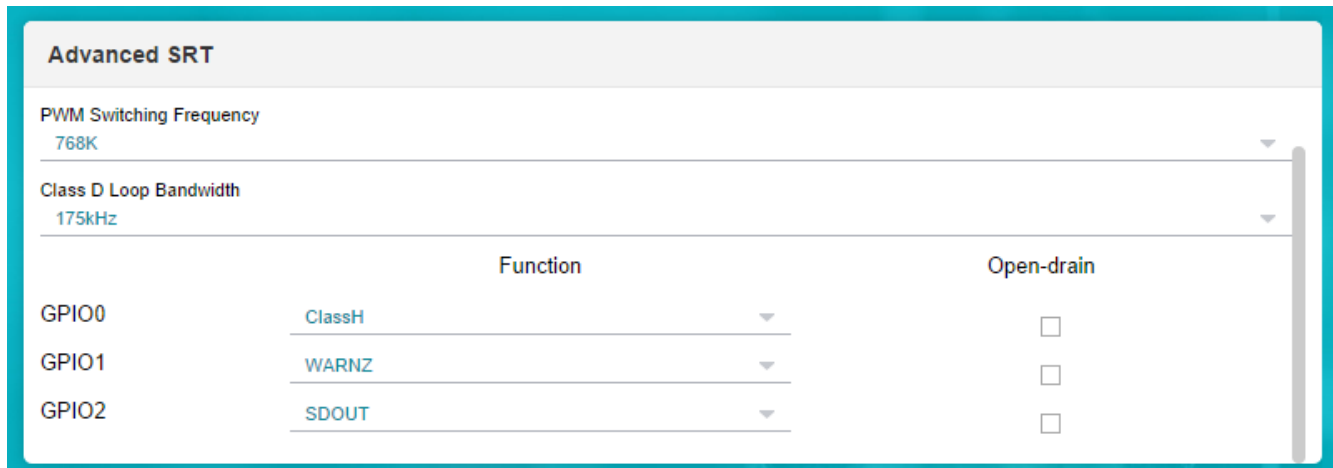 Advanced SRT
PWM Switching Frequency
768K
Class D Loop Bandwidth
175kHz
Function Open-drain
GPIO0 ClassH
GPIO1 WARNZ
GPIO2 SDOUT